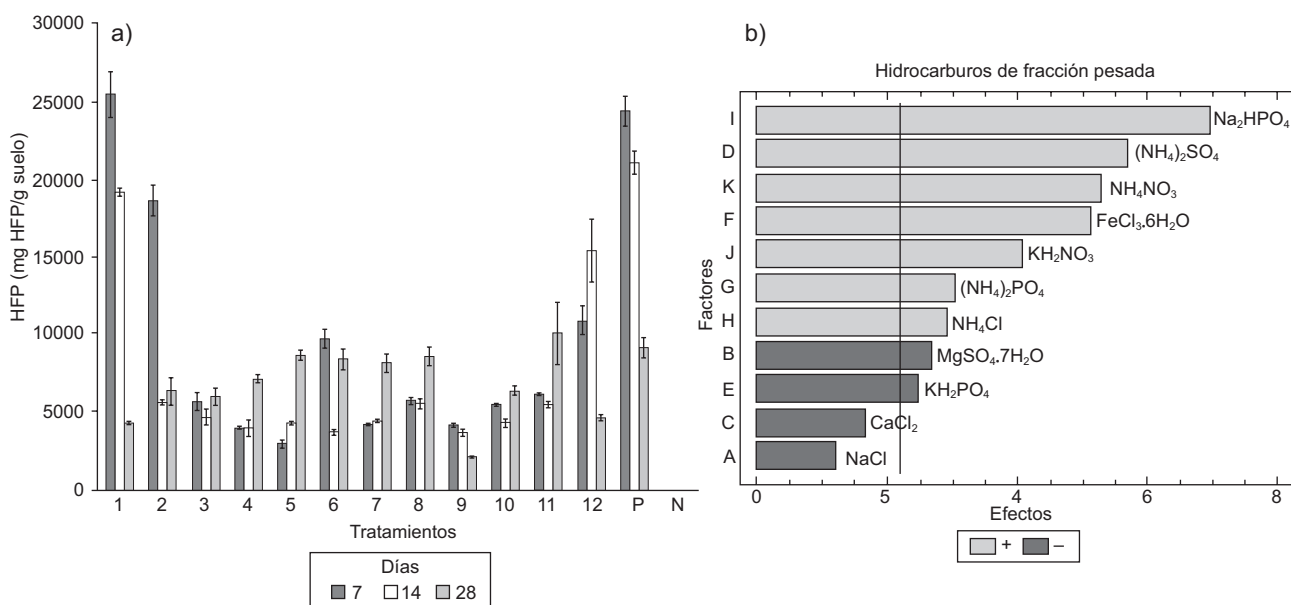 a)
HFP (mg HFP/g suelo)
30000
25000
20000
15000
10000
5000
0
1 2 3 4 5 6 7 8 9 10 11 12 P N
Tratamientos
Días
7 14 28
b)
Hidrocarburos de fracción pesada
Factores
I Na₂HPO₄
D (NH₄)₂SO₄
K NH₄NO₃
F FeCl₃.6H₂O
J KH₂NO₃
G (NH₄)₂PO₄
H NH₄Cl
B MgSO₄.7H₂O
E KH₂PO₄
C CaCl₂
A NaCl
0 5 4 6 8
Efectos
+ –